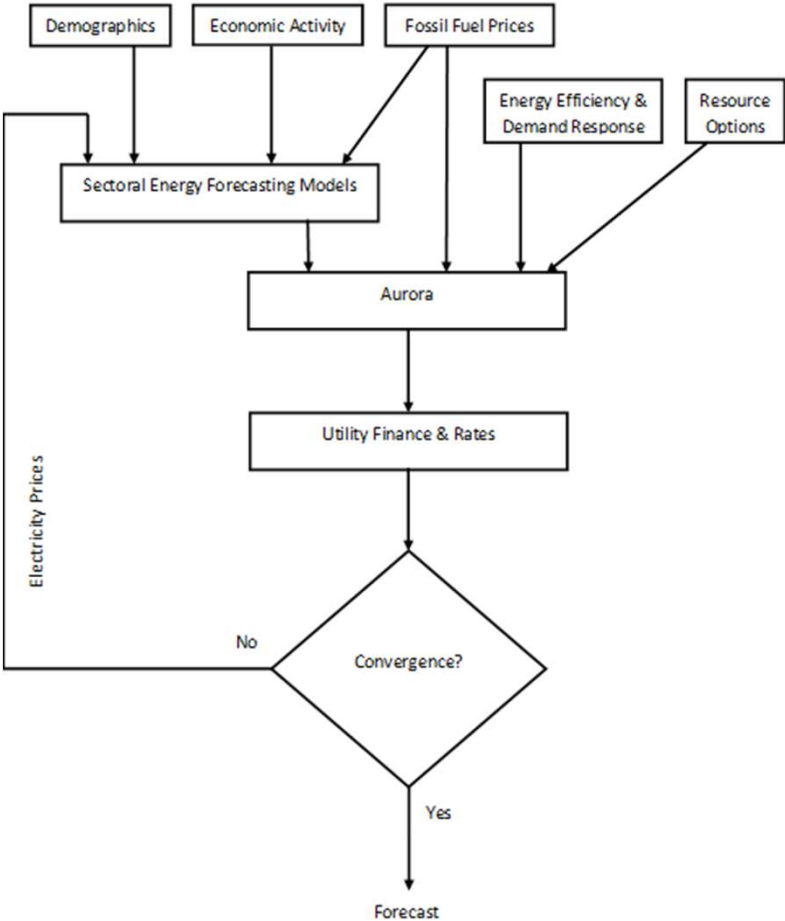 Demographics
Economic Activity
Fossil Fuel Prices
Energy Efficiency &
Demand Response
Resource
Options
Sectoral Energy Forecasting Models
Aurora
Utility Finance & Rates
Electricity Prices
No
Convergence?
Yes
Forecast